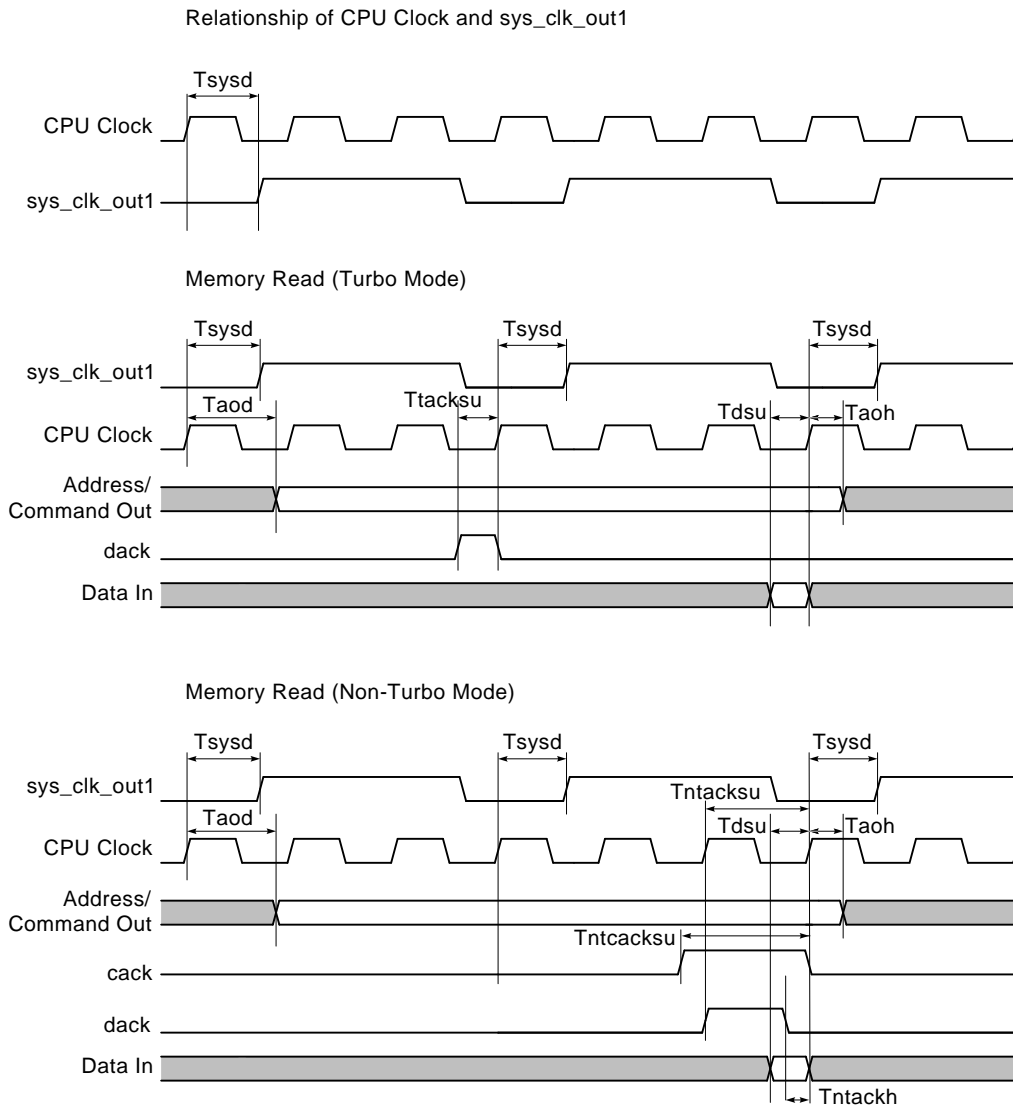 Relationship of CPU Clock and sys_clk_out1
Tsysd
CPU Clock
sys_clk_out1
Memory Read (Turbo Mode)
Tsysd Tsysd Tsysd
sys_clk_out1
Taod Ttacksu Tdsu Taoh
CPU Clock
Address/
Command Out
dack
Data In
Memory Read (Non-Turbo Mode)
Tsysd Tsysd Tsysd
sys_clk_out1
Tntacksu
Taod Tdsu Taoh
CPU Clock
Address/
Command Out
Tntcacksu
cack
dack
Data In
Tntackh